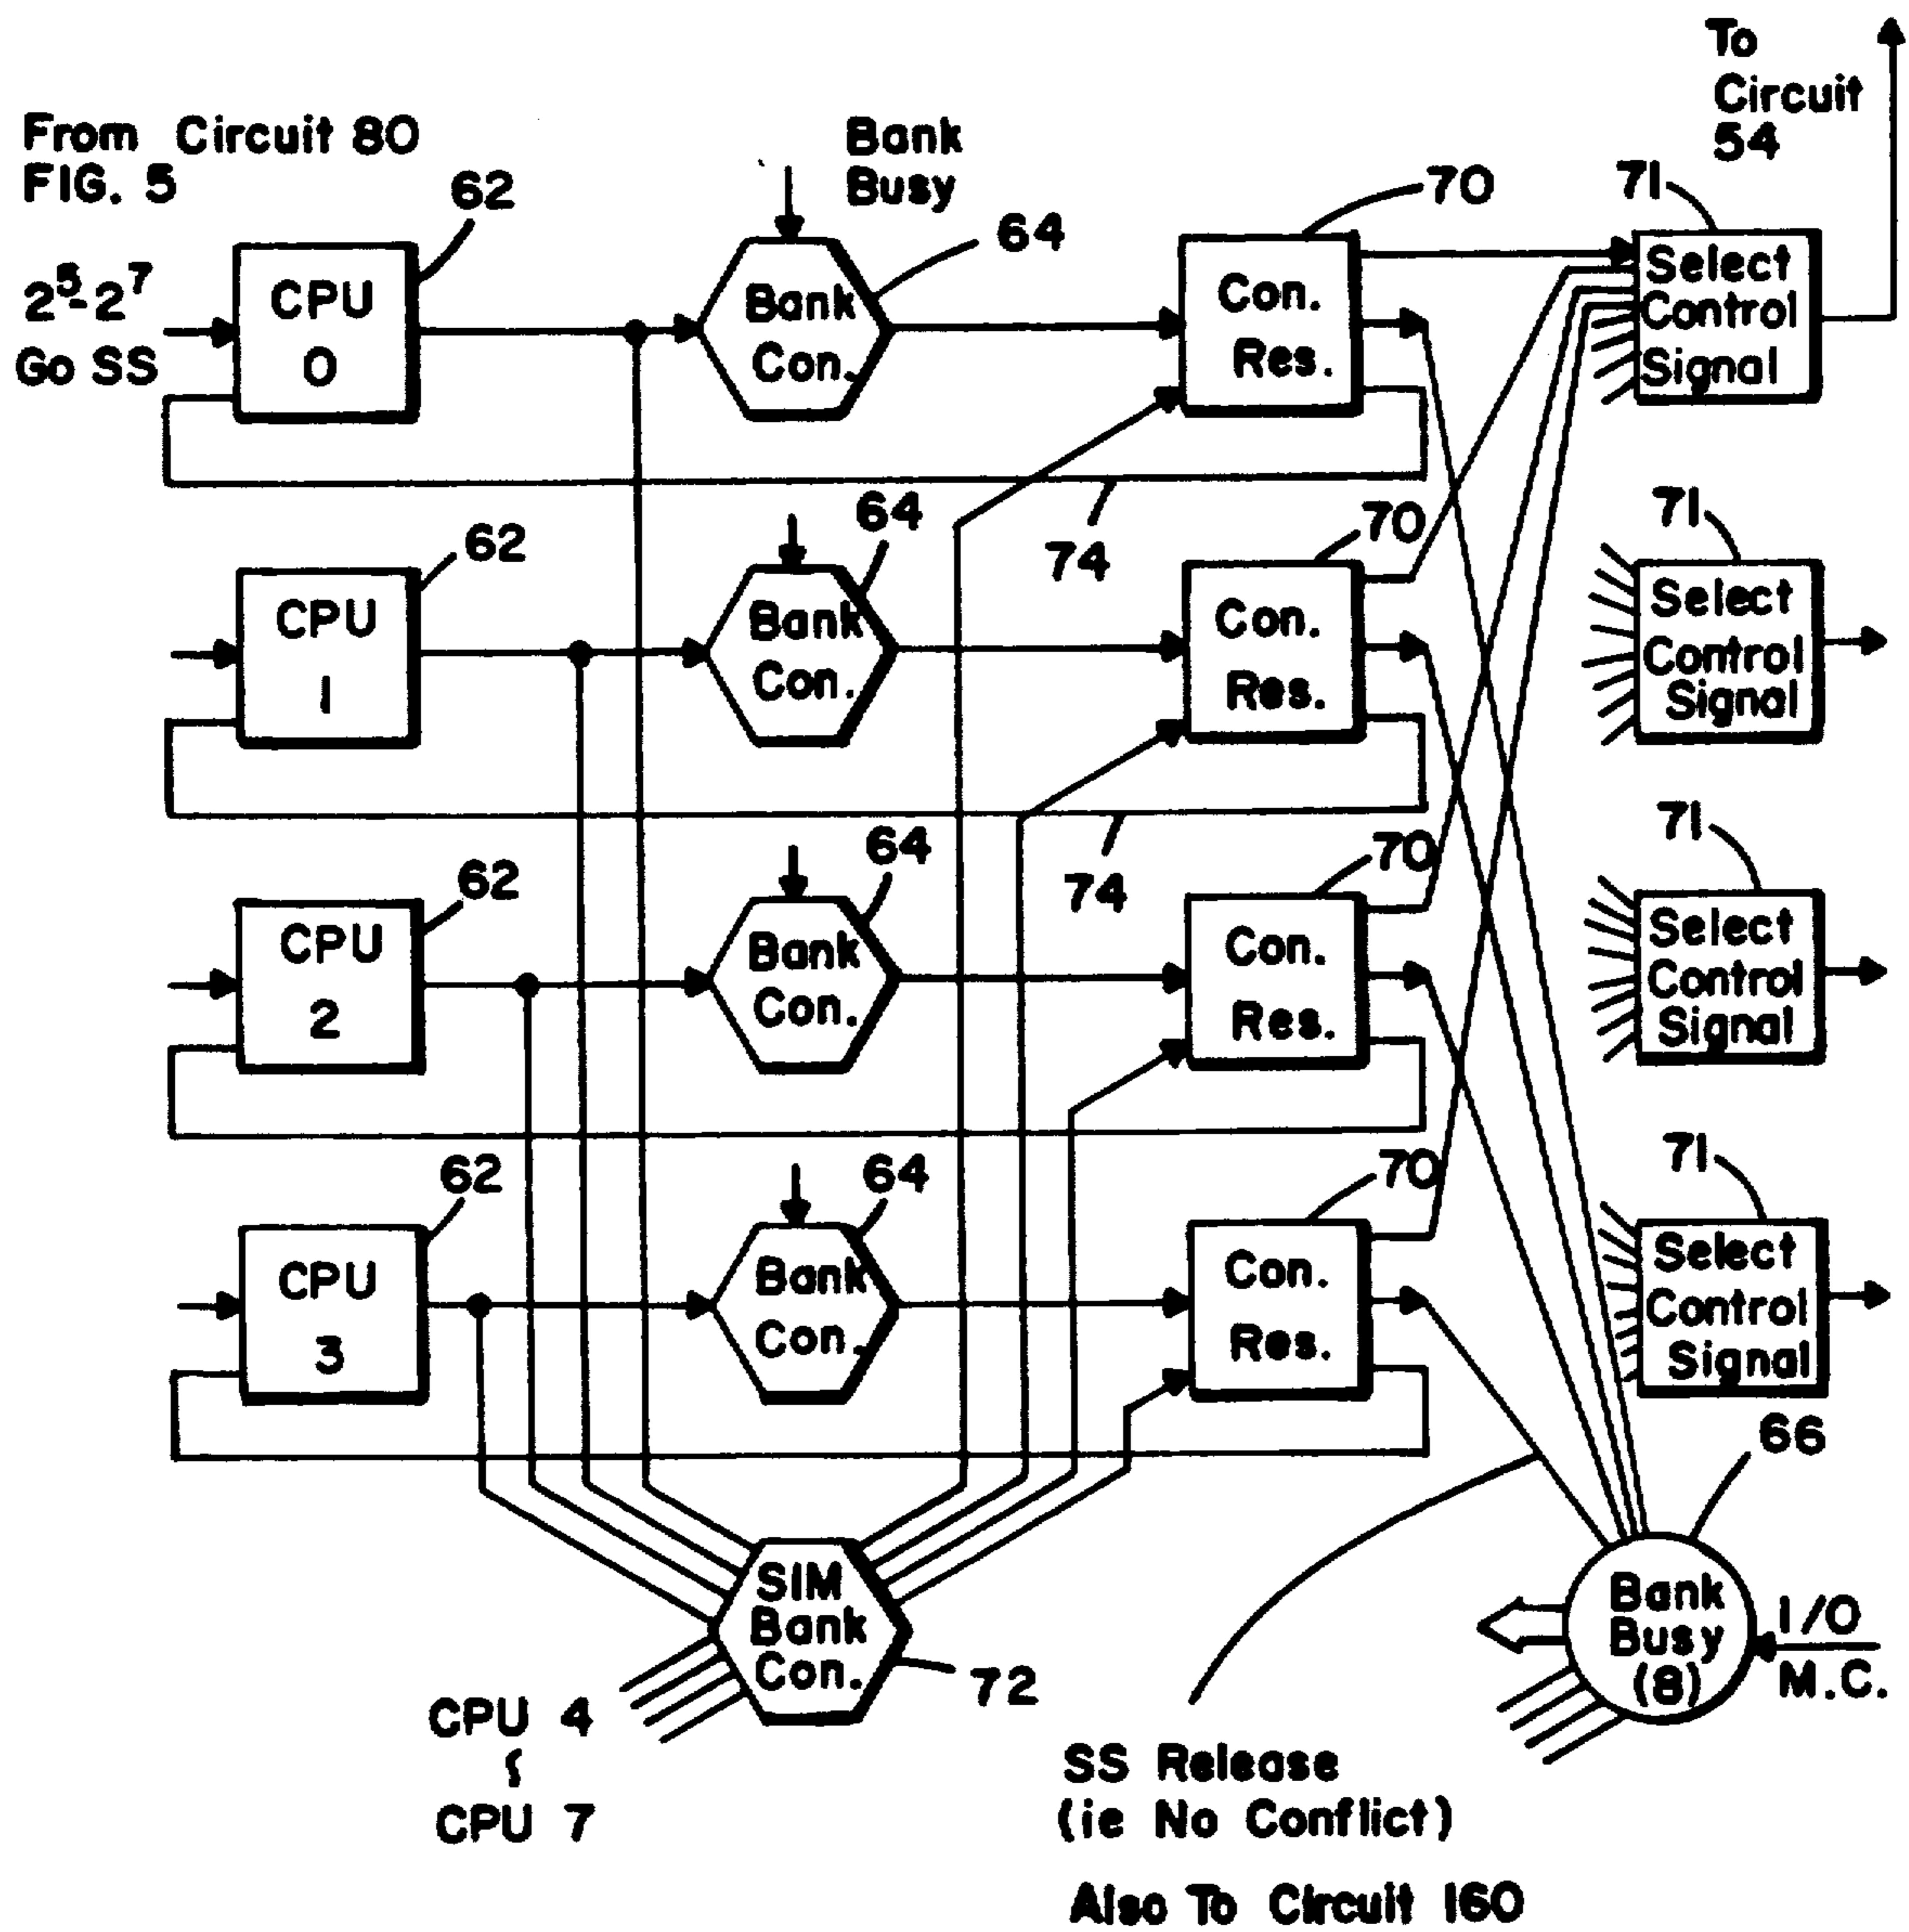 To
Circuit
54
From Circuit 80
FIG. 5
62
Bank
Busy
64
70
71
2⁵-2⁷
Go SS
CPU
0
Bank
Con.
Con.
Res.
Select
Control
Signal
74
62
64
70
71
CPU
1
Bank
Con.
Con.
Res.
Select
Control
Signal
74
62
64
70
71
CPU
2
Bank
Con.
Con.
Res.
Select
Control
Signal
62
64
70
71
CPU
3
Bank
Con.
Con.
Res.
Select
Control
Signal
66
SIM
Bank
Con.
72
CPU 4
CPU 7
Bank
Busy
(8)
I/O
M.C.
SS Release
(ie No Conflict)
Also To Circuit 160